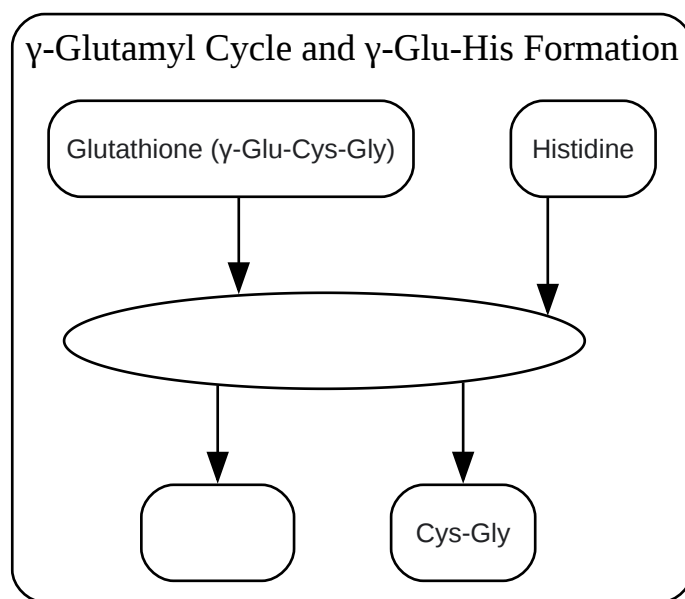 γ-Glutamyl Cycle and γ-Glu-His Formation
Glutathione (γ-Glu-Cys-Gly)
Histidine
Cys-Gly